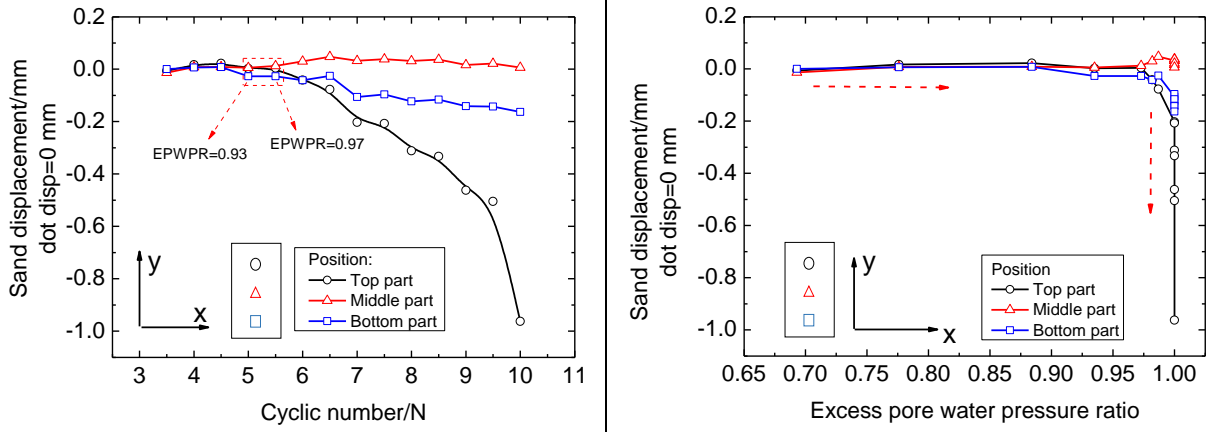 0.2
0.0
-0.2
-0.4
-0.6
-0.8
-1.0
Sand displacement/mm
dot disp=0 mm
EPWPR=0.93
EPWPR=0.97
y
x
Position:
Top part
Middle part
Bottom part
3 4 5 6 7 8 9 10 11
Cyclic number/N
0.2
0.0
-0.2
-0.4
-0.6
-0.8
-1.0
Sand displacement/mm
dot disp=0 mm
y
x
Position
Top part
Middle part
Bottom part
0.65 0.70 0.75 0.80 0.85 0.90 0.95 1.00
Excess pore water pressure ratio